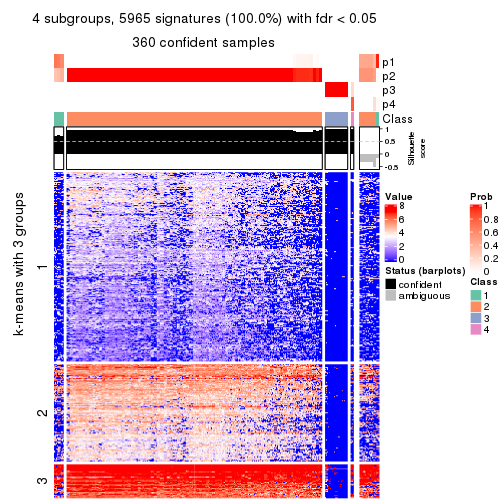 4 subgroups, 5965 signatures (100.0%) with fdr < 0.05
360 confident samples
p1
p2
p3
p4
Class
1
0.5
0
-0.5
Silhouette
score
k-means with 3 groups
1
2
3
Value
8
6
4
2
0
Status (barplots)
confident
ambiguous
Prob
1
0.8
0.6
0.4
0.2
0
Class
1
2
3
4